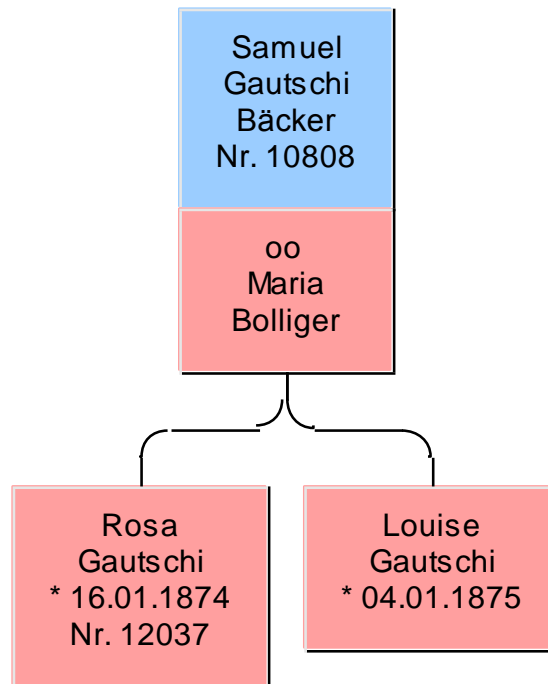 Samuel
Gautschi
Bäcker
Nr. 10808
oo
Maria
Bolliger
Rosa
Gautschi
* 16.01.1874
Nr. 12037
Louise
Gautschi
* 04.01.1875